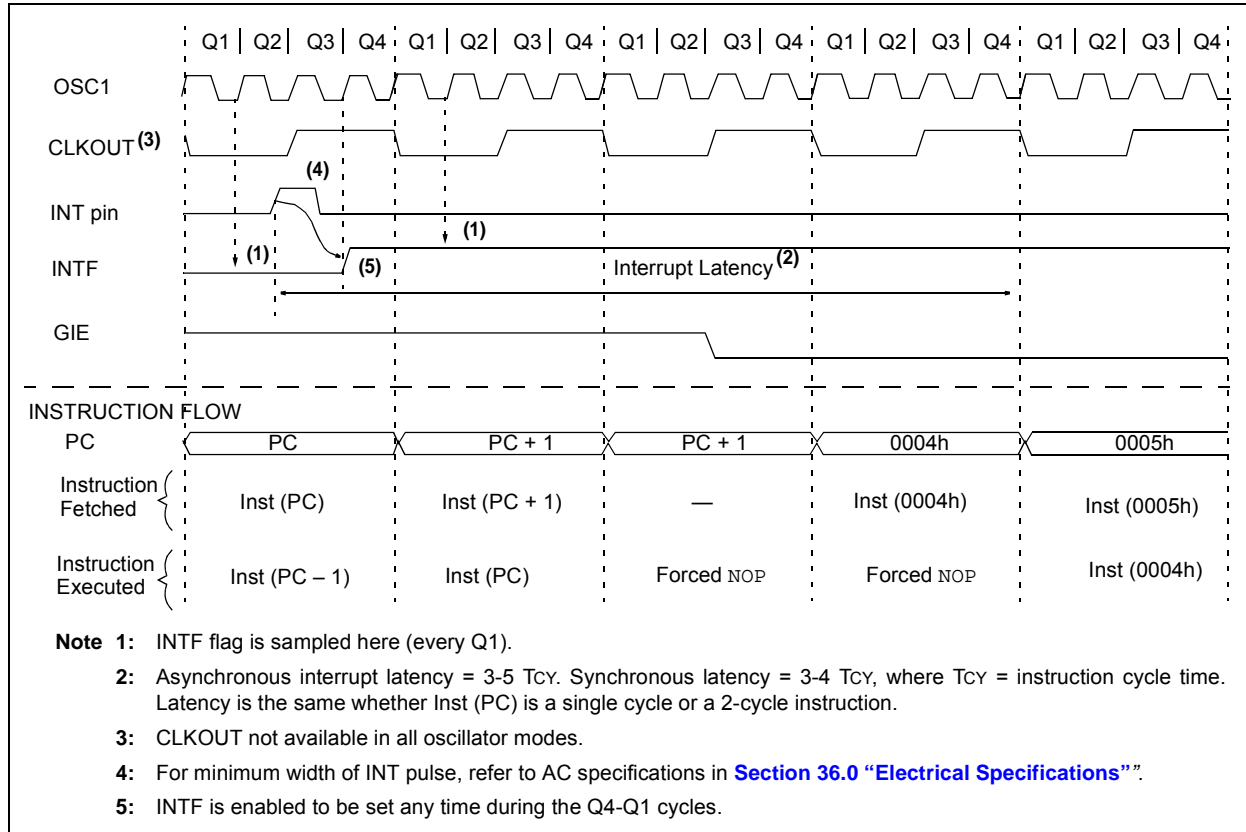 Q1 Q2 Q3 Q4 Q1 Q2 Q3 Q4 Q1 Q2 Q3 Q4 Q1 Q2 Q3 Q4 Q1 Q2 Q3 Q4
OSC1
CLKOUT (3)
(4)
INT pin
(1) (1)
INTF (5) Interrupt Latency (2)
GIE
INSTRUCTION FLOW
PC PC PC + 1 PC + 1 0004h 0005h
Instruction
Fetched Inst (PC) Inst (PC + 1) — Inst (0004h) Inst (0005h)
Instruction
Executed Inst (PC – 1) Inst (PC) Forced NOP Forced NOP Inst (0004h)
Note 1: INTF flag is sampled here (every Q1).
2: Asynchronous interrupt latency = 3-5 TCY. Synchronous latency = 3-4 TCY, where TCY = instruction cycle time.
Latency is the same whether Inst (PC) is a single cycle or a 2-cycle instruction.
3: CLKOUT not available in all oscillator modes.
4: For minimum width of INT pulse, refer to AC specifications in Section 36.0 “Electrical Specifications””.
5: INTF is enabled to be set any time during the Q4-Q1 cycles.